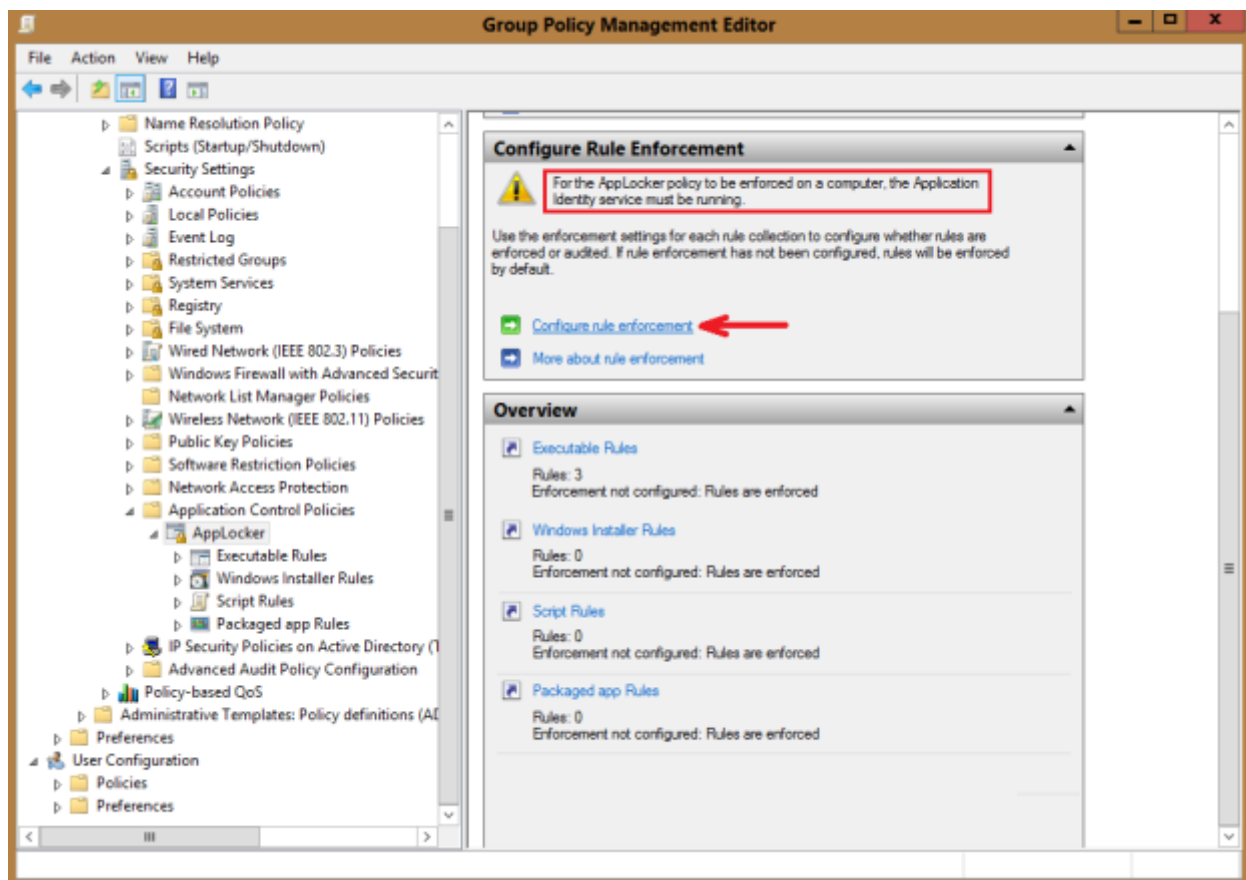 Group Policy Management Editor
File Action View Help
Name Resolution Policy
Scripts (Startup/Shutdown)
Security Settings
Account Policies
Local Policies
Event Log
Restricted Groups
System Services
Registry
File System
Wired Network (IEEE 802.3) Policies
Windows Firewall with Advanced Securit
Network List Manager Policies
Wireless Network (IEEE 802.11) Policies
Public Key Policies
Software Restriction Policies
Network Access Protection
Application Control Policies
AppLocker
Executable Rules
Windows Installer Rules
Script Rules
Packaged app Rules
IP Security Policies on Active Directory (
Advanced Audit Policy Configuration
Policy-based QoS
Administrative Templates: Policy definitions (AD
Preferences
User Configuration
Policies
Preferences
Configure Rule Enforcement
For the AppLocker policy to be enforced on a computer, the Application
Identity service must be running.
Use the enforcement settings for each rule collection to configure whether rules are
enforced or audited. If rule enforcement has not been configured, rules will be enforced
by default.
Configure rule enforcement
More about rule enforcement
Overview
Executable Rules
Rules: 3
Enforcement not configured: Rules are enforced
Windows Installer Rules
Rules: 0
Enforcement not configured: Rules are enforced
Script Rules
Rules: 0
Enforcement not configured: Rules are enforced
Packaged app Rules
Rules: 0
Enforcement not configured: Rules are enforced